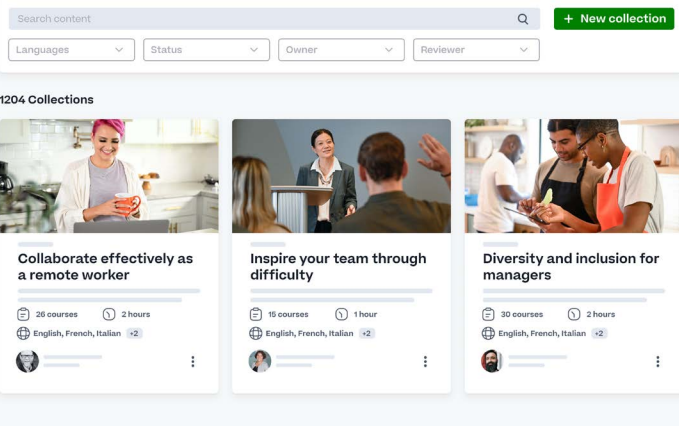 Search content
+ New collection
Languages
Status
Owner
Reviewer
1204 Collections
Collaborate effectively as
a remote worker
26 courses
2 hours
English, French, Italian +2
Inspire your team through
difficulty
15 courses
1 hour
English, French, Italian +2
Diversity and inclusion for
managers
30 courses
2 hours
English, French, Italian +2